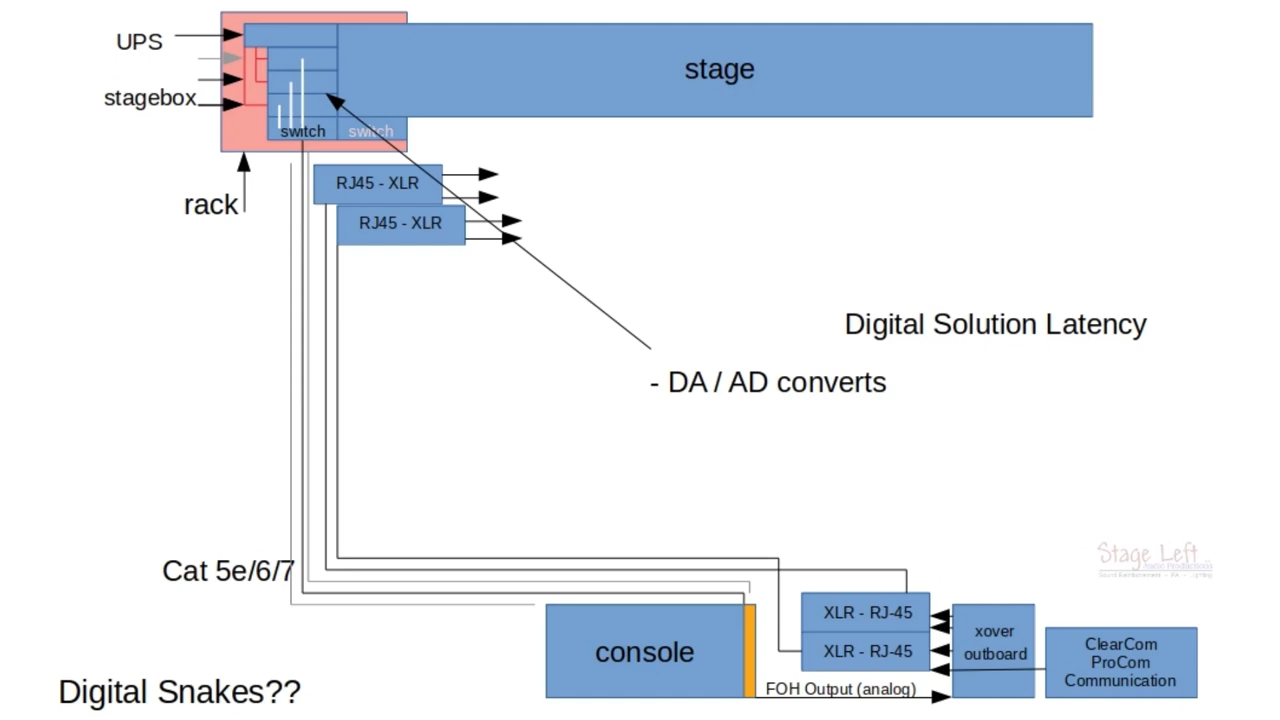 UPS
stage
stagebox
switch
switch
RJ45 - XLR
rack
RJ45 - XLR
Digital Solution Latency
- DA / AD converts
Cat 5e/6/7
Stage Left
Audio Productions
XLR - RJ-45
xover
outboard
console
XLR - RJ-45
ClearCom
ProCom
Communication
FOH Output (analog)
Digital Snakes??